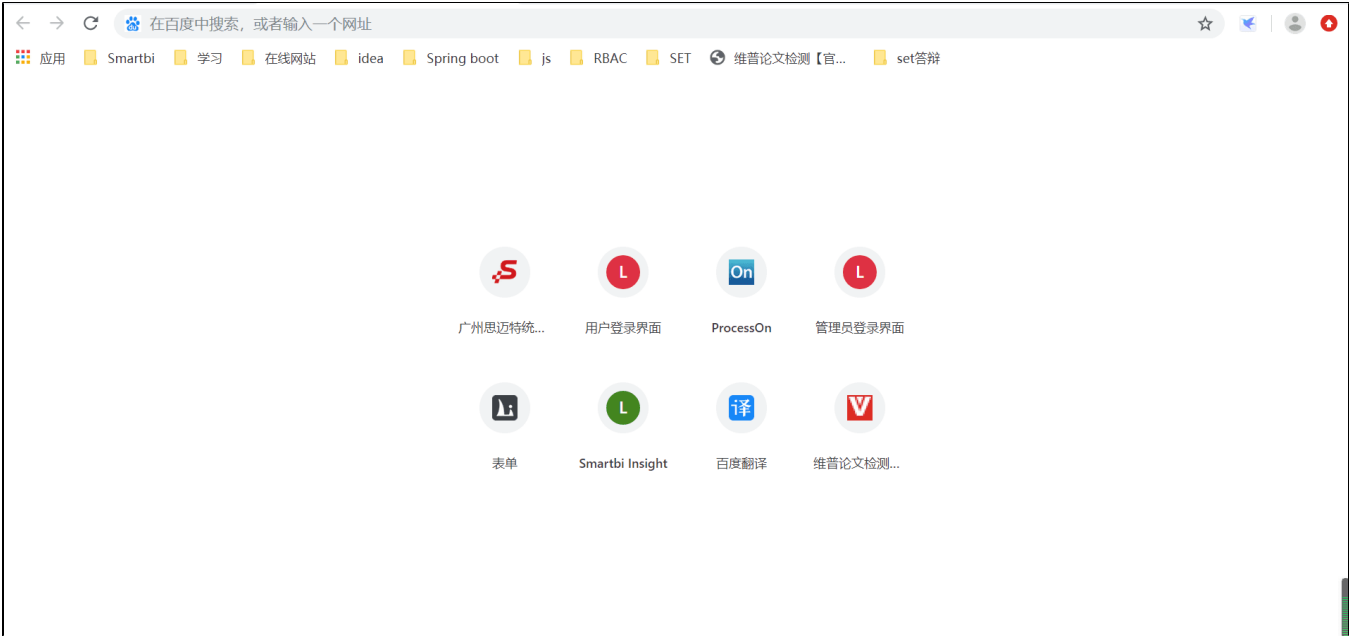 在百度中搜索，或者输入一个网址
应用 Smartbi 学习 在线网站 idea Spring boot js RBAC SET 维普论文检测【官... set答辩
S L On L
广州思迈特统... 用户登录界面 ProcessOn 管理员登录界面
Li L 译 V
表单 Smartbi Insight 百度翻译 维普论文检测...